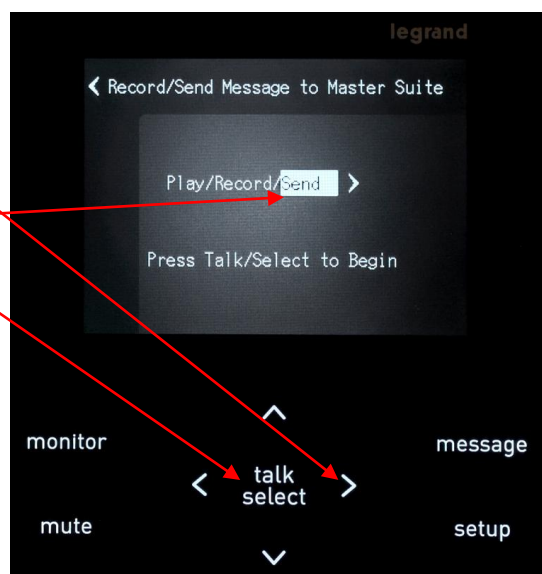 legrand
Record/Send Message to Master Suite
Play/Record/Send
Press Talk/Select to Begin
monitor
message
talk
select
mute
setup